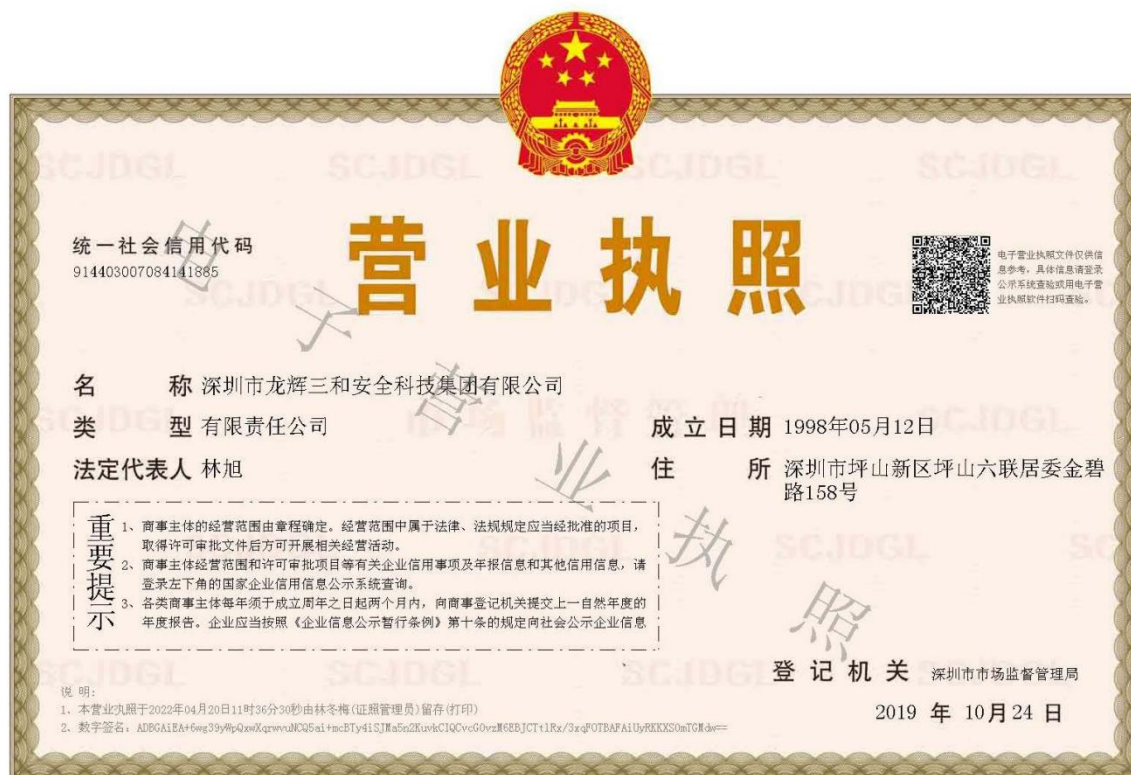 营业执照
统一社会信用代码
914403007084141885
电子营业执照文件仅供信
息参考，具体信息请登录
公示系统查验或用电子营
业执照软件扫码查验。
名 称 深圳市龙辉三和安全科技集团有限公司
类 型 有限责任公司
成立日期 1998年05月12日
法定代表人 林旭
住 所 深圳市坪山新区坪山六联居委金碧
路158号
重要提示
1、商事主体的经营范围由章程确定。经营范围中属于法律、法规规定应当经批准的项目，
取得许可审批文件后方可开展相关经营活动。
2、商事主体经营范围和许可审批项目等有关企业信用事项及年报信息和其他信用信息，请
登录左下角的国家企业信用信息公示系统查询。
3、各类商事主体每年须于成立周年之日起两个月内，向商事登记机关提交上一自然年度的
年度报告。企业应当按照《企业信息公示暂行条例》第十条的规定向社会公示企业信息
登记机关 深圳市市场监督管理局
2019 年 10月24 日
说 明:
1、本营业执照于2022年04月20日11时36分30秒由林冬梅(证照管理员)留存(打印)
2、数字签名：
电子营业执照
SCJDGL